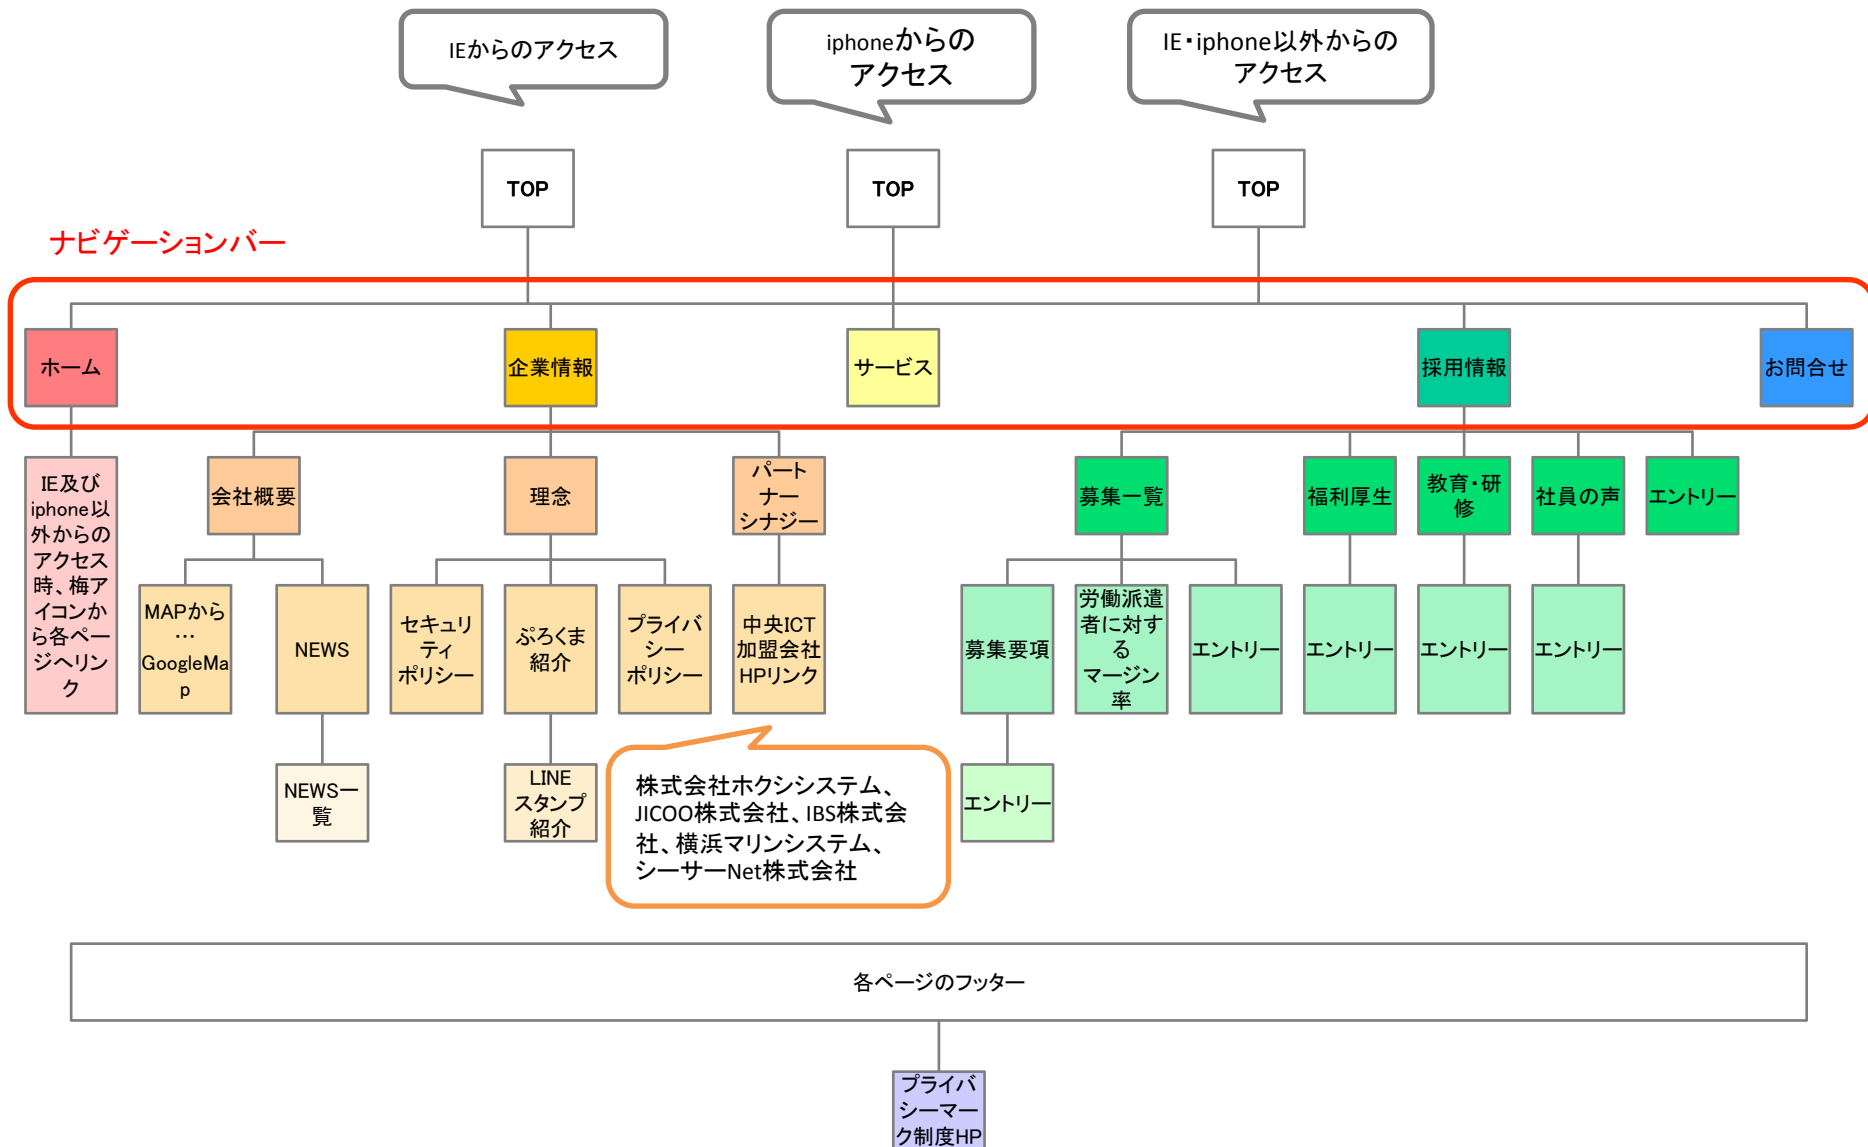 IEからのアクセス
iphoneからの
アクセス
IE・iphone以外からの
アクセス
TOP
TOP
TOP
ナビゲーションバー
ホーム
企業情報
サービス
採用情報
お問合せ
IE及び
iphone以
外からの
アクセス
時、梅ア
イコンか
ら各ペー
ジへリン
ク
会社概要
理念
パート
ナー
シナジー
募集一覧
福利厚生
教育・研
修
社員の声
エントリー
MAPから
…
GoogleMa
p
NEWS
セキュリ
ティ
ポリシー
ぷろくま
紹介
プライバ
シー
ポリシー
中央ICT
加盟会社
HPリンク
募集要項
労働派遣
者に対す
る
マージン
率
エントリー
エントリー
エントリー
エントリー
NEWS一
覧
LINE
スタンプ
紹介
株式会社ホクシシステム、
JICOO株式会社、IBS株式会
社、横浜マリンシステム、
シーサーNet株式会社
エントリー
各ページのフッター
プライバ
シーマー
ク制度HP